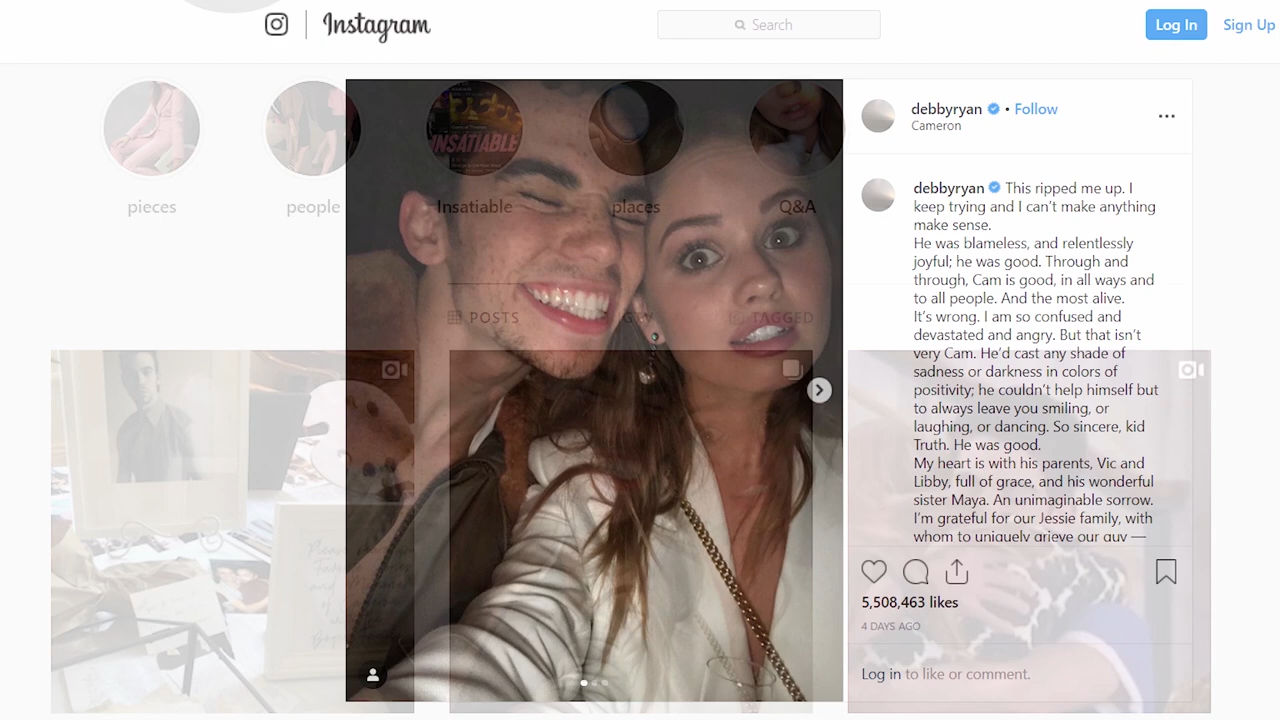 Instagram
Search
Log In
Sign Up
pieces
people
Insatiable
places
Q&A
INSATIABLE
POSTS
TAGGED
debbyryan • Follow
Cameron
debbyryan This ripped me up. I
keep trying and I can't make anything
make sense.
He was blameless, and relentlessly
joyful; he was good. Through and
through, Cam is good, in all ways and
to all people. And the most alive.
It's wrong. I am so confused and
devastated and angry. But that isn't
very Cam. He'd cast any shade of
sadness or darkness in colors of
positivity; he couldn't help himself but
to always leave you smiling, or
laughing, or dancing. So sincere, kid
Truth. He was good.
My heart is with his parents, Vic and
Libby, full of grace, and his wonderful
sister Maya. An unimaginable sorrow.
I'm grateful for our Jessie family, with
whom to uniquely grieve our guy —
5,508,463 likes
4 DAYS AGO
Log in to like or comment.